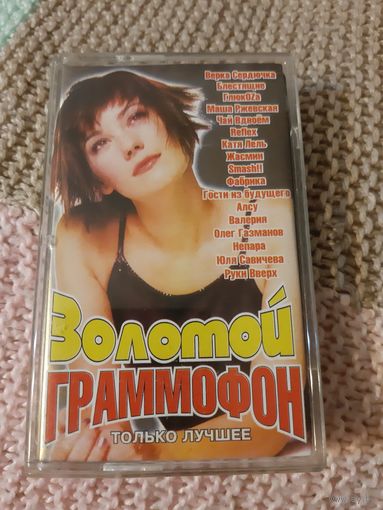 Верка Сердючка
Блестящие
ГлюкOZа
Маша Ржевская
Чай Вдвоём
Reflex
Катя Лель
Жасмин
Smash!!
Фабрика
Гости из будущего
Алсу
Валерия
Олег Газманов
Непара
Юля Савичева
Руки Вверх
Золотой
ГРАММОФОН
ТОЛЬКО ЛУЧШЕЕ